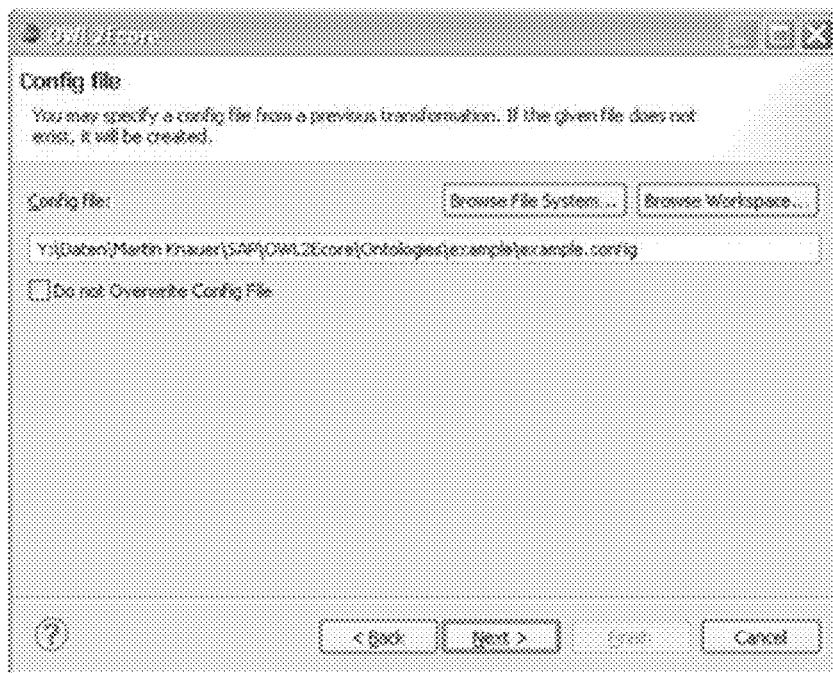 OWL2Ecore
Config file
You may specify a config file from a previous transformation. If the given file does not
exist, it will be created.
Config file:
Browse File System...
Browse Workspace...
Y:\Daten\Martin Knauer\SAP\OWL2Ecore\Ontologies\example\example.config
Do not Overwrite Config File
?
< Back
Next >
Finish
Cancel